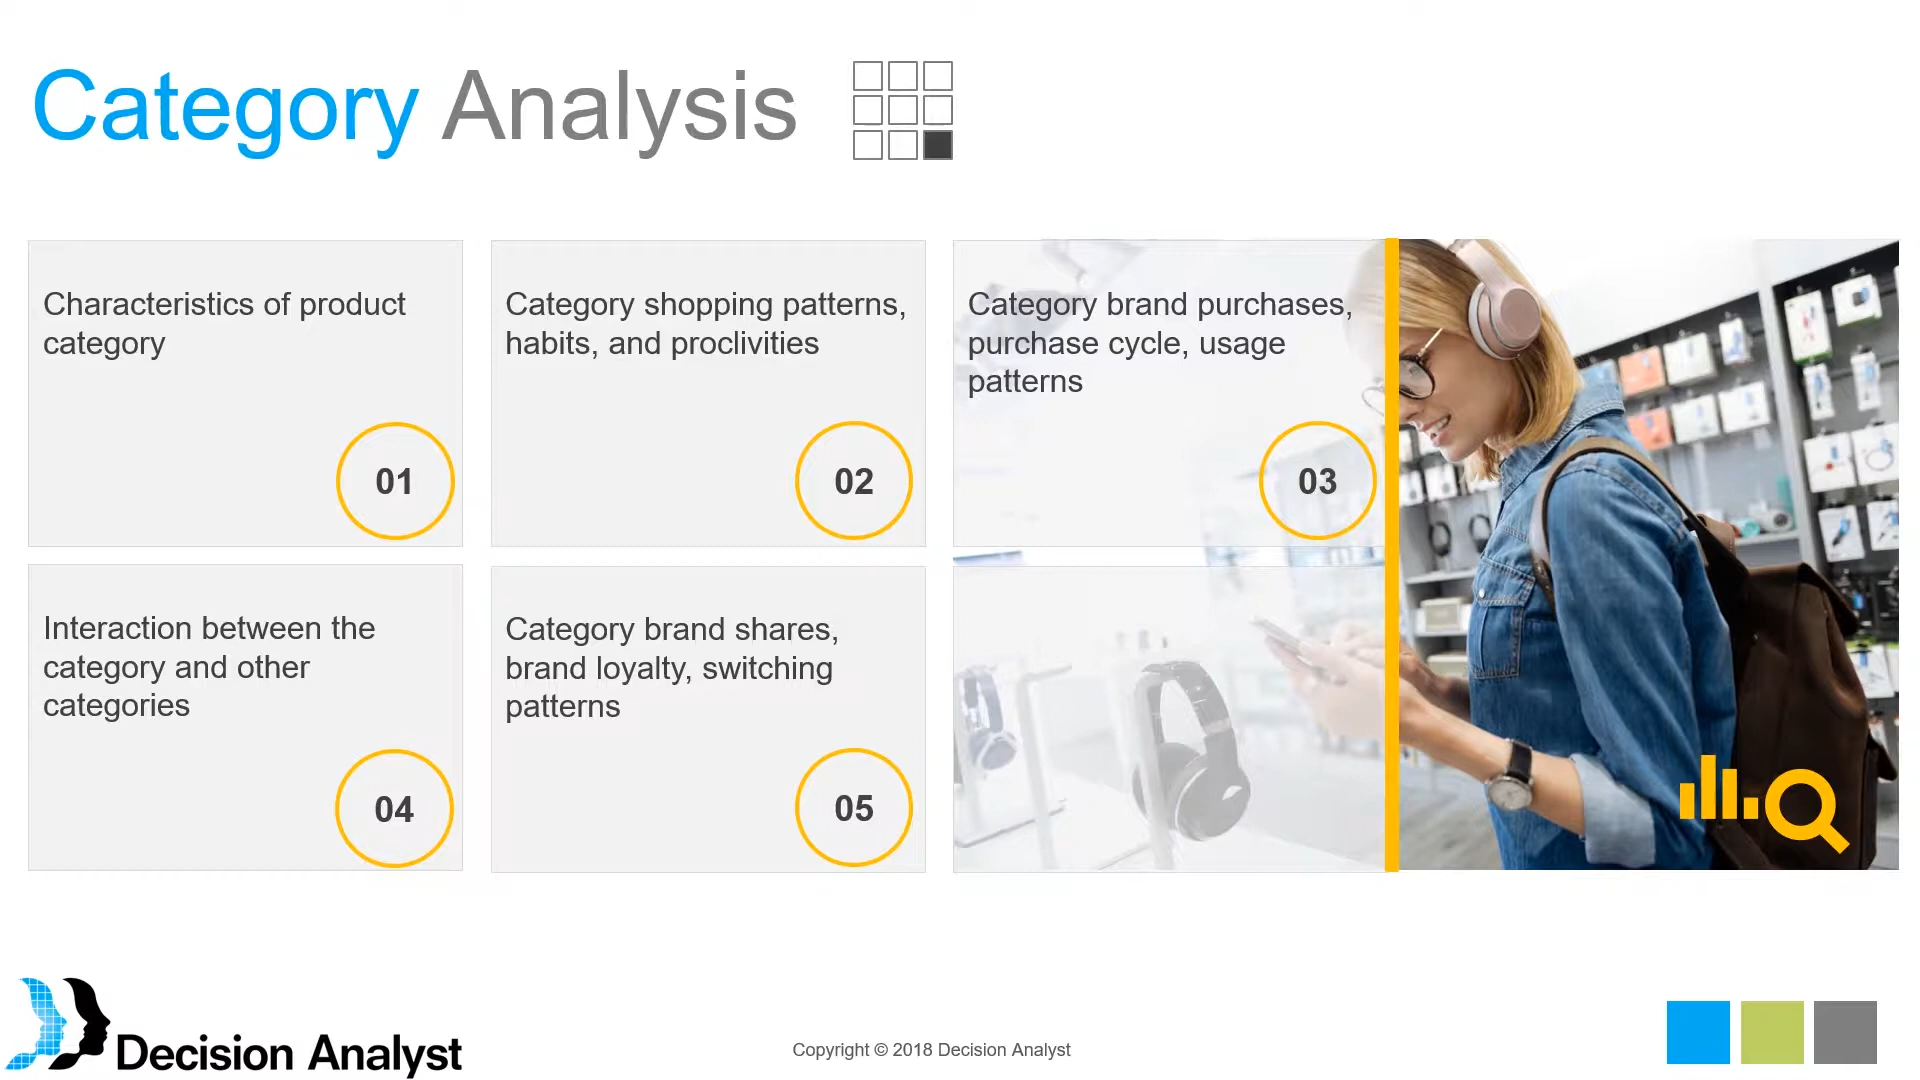 Category Analysis
Characteristics of product
category
01
Category shopping patterns,
habits, and proclivities
02
Category brand purchases,
purchase cycle, usage
patterns
03
Interaction between the
category and other
categories
04
Category brand shares,
brand loyalty, switching
patterns
05
Decision Analyst
Copyright © 2018 Decision Analyst